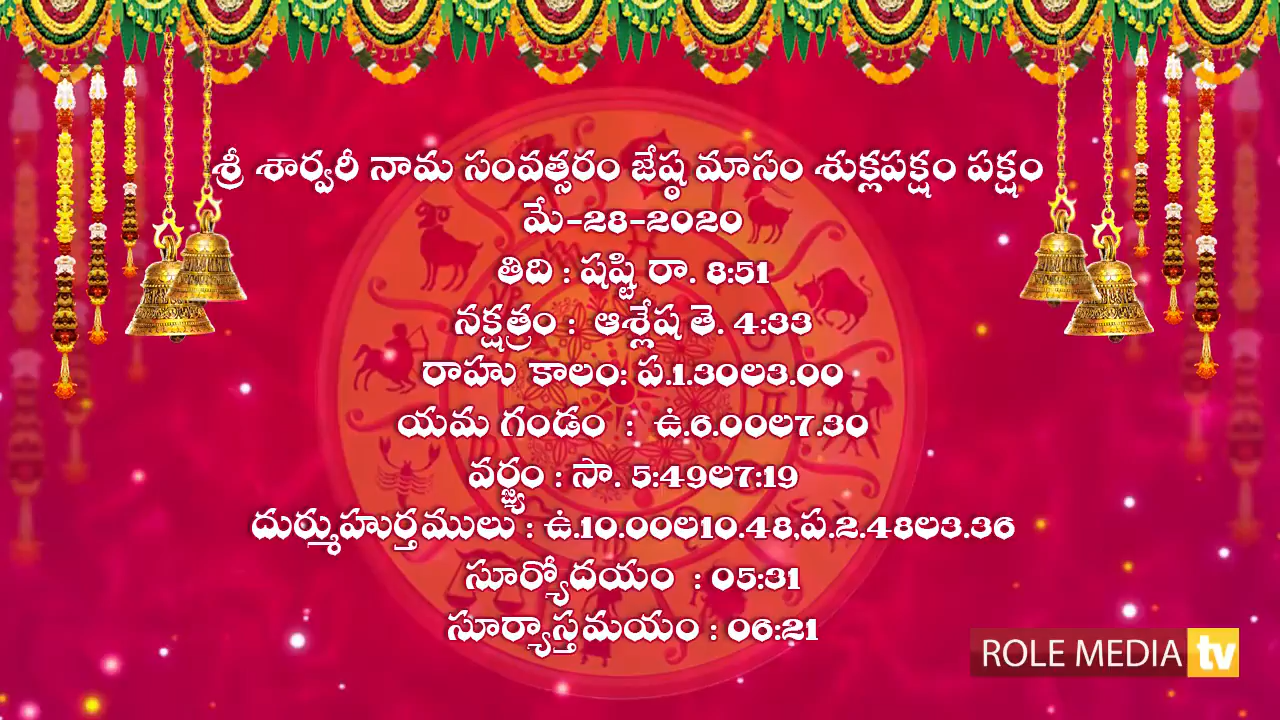 శ్రీ శార్వరీ నామ సంవత్సరం జేష్ఠ మాసం శుక్లపక్షం పక్షం
మే-28-2020
తిది : షష్టి రా. 8:51
నక్షత్రం : ఆశ్లేష తె. 4:33
రాహు కాలం: ప.1.30ల3.00
యమ గండం : ఉ.6.00ల7.30
వర్జ్యం : సా. 5:49ల7:19
దుర్ముహుర్తములు : ఉ.10.00ల10.48,ప.2.48ల3.36
సూర్యోదయం : 05:31
సూర్యాస్తమయం : 06:21
ROLE MEDIA tv